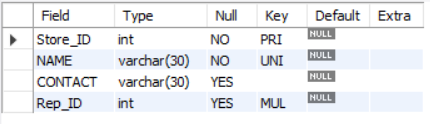 Field Type Null Key Default Extra
Store_ID int NO PRI NULL
NAME varchar(30) NO UNI NULL
CONTACT varchar(30) YES NULL
Rep_ID int YES MUL NULL